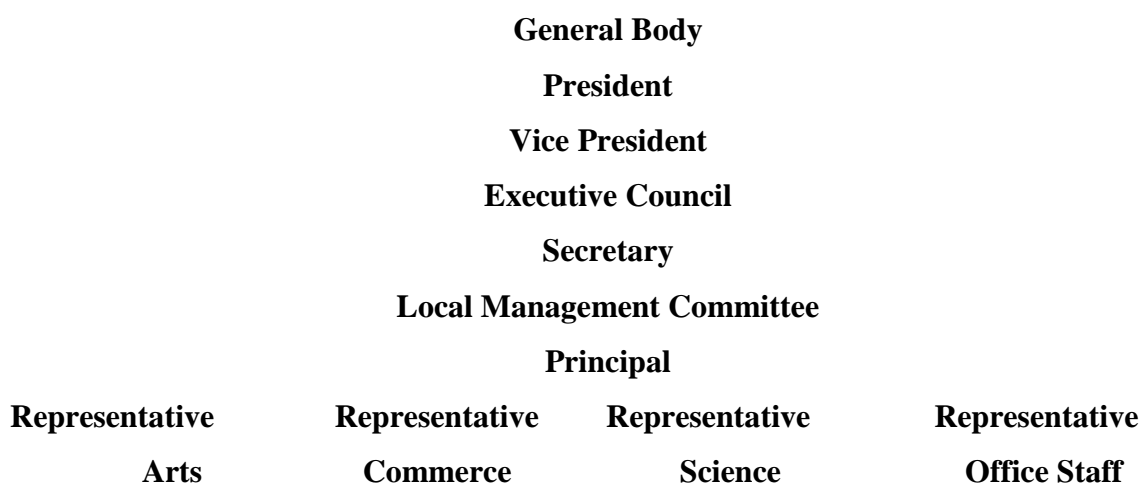 General Body
President
Vice President
Executive Council
Secretary
Local Management Committee
Principal
Representative Representative Representative Representative
Arts Commerce Science Office Staff